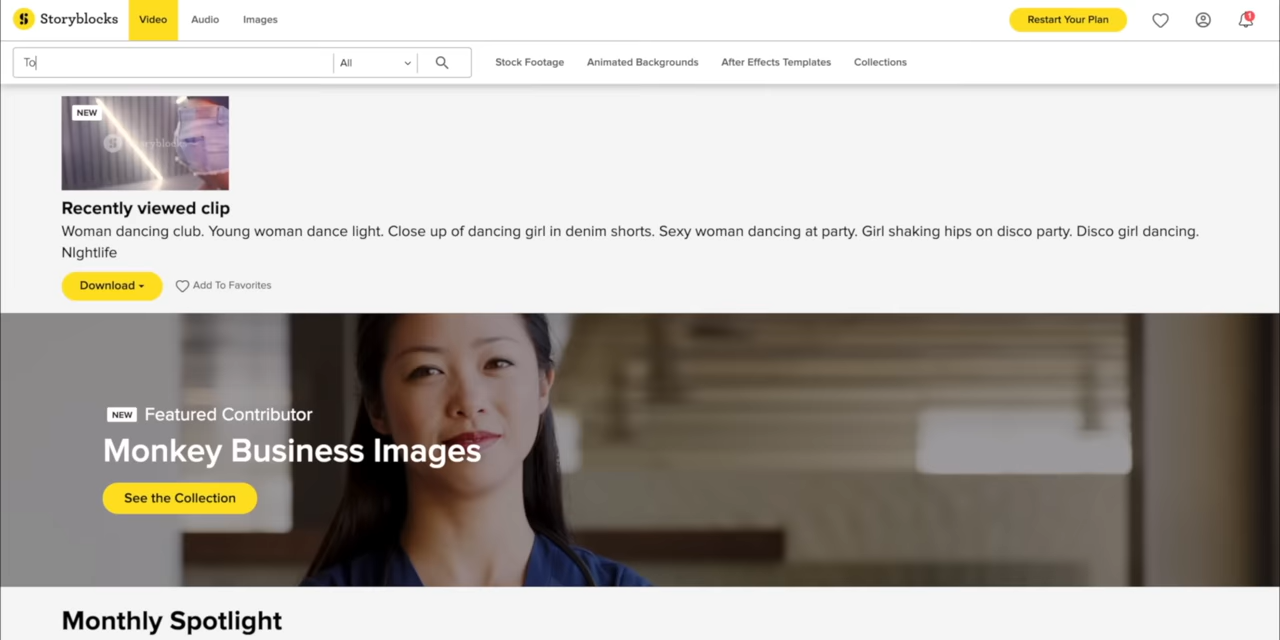 Storyblocks Video Audio Images Restart Your Plan 1
To All Stock Footage Animated Backgrounds After Effects Templates Collections
NEW
Storyblocks
Recently viewed clip
Woman dancing club. Young woman dance light. Close up of dancing girl in denim shorts. Sexy woman dancing at party. Girl shaking hips on disco party. Disco girl dancing.
NIghtlife
Download Add To Favorites
NEW Featured Contributor
Monkey Business Images
See the Collection
Monthly Spotlight